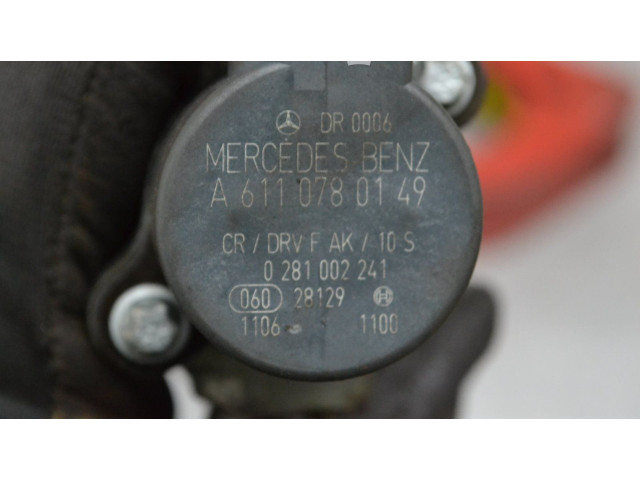 DR 0006
MERCEDES BENZ
A 611 078 01 49
CR / DRV F AK / 10 S
0 281 002 241
060 28129
1106 1100